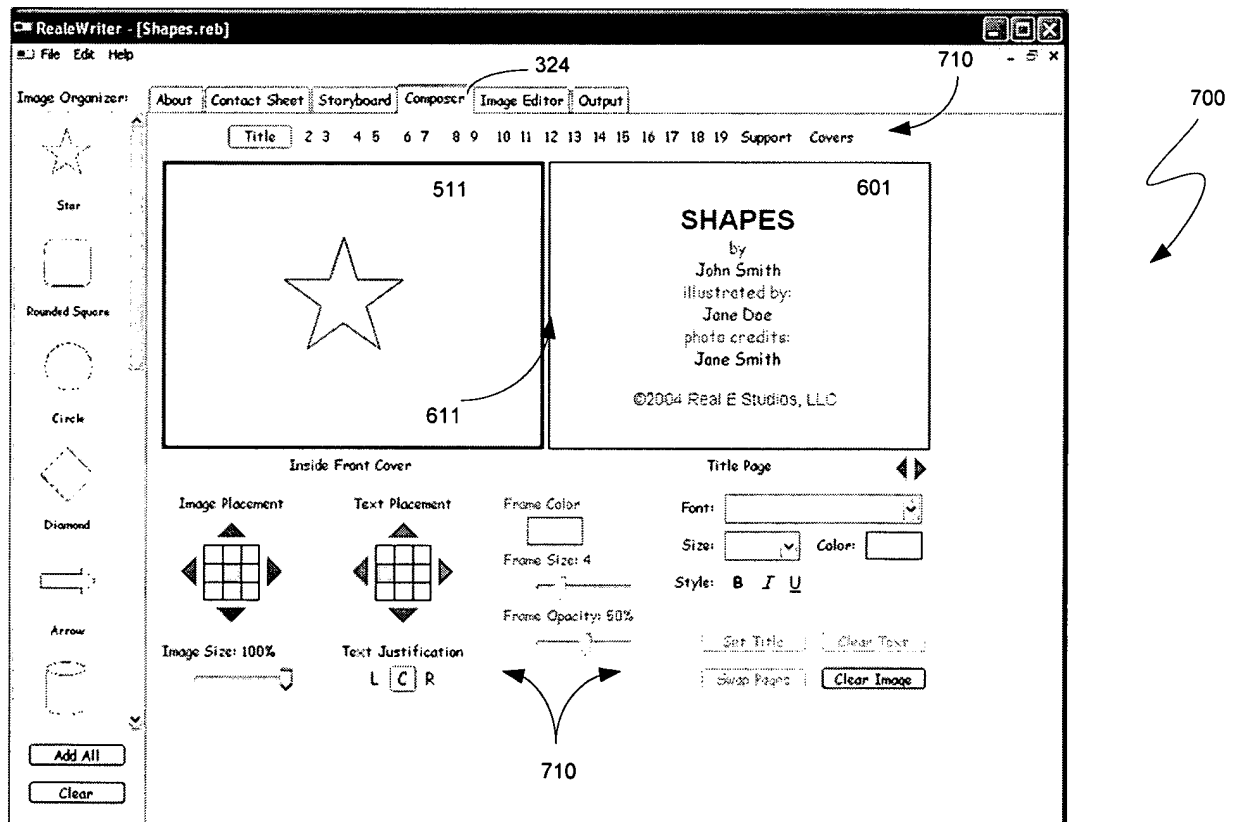 RealeWriter - [Shapes.reb]
File Edit Help
324
710
700
Image Organizer:
About Contact Sheet Storyboard Composer Image Editor Output
Title 2 3 4 5 6 7 8 9 10 11 12 13 14 15 16 17 18 19 Support Covers
Star
Rounded Square
Circle
Diamond
Arrow
Add All
Clear
511
611
601
SHAPES
by
John Smith
illustrated by:
Jane Doe
photo credits:
Jane Smith
©2004 Real E Studios, LLC
Inside Front Cover
Title Page
Image Placement
Text Placement
Frame Color
Font:
Size:
Color:
Frame Size: 4
Style: B I U
Frame Opacity: 50%
Image Size: 100%
Text Justification
L C R
Set Title
Clear Text
Swap Pages
Clear Image
710